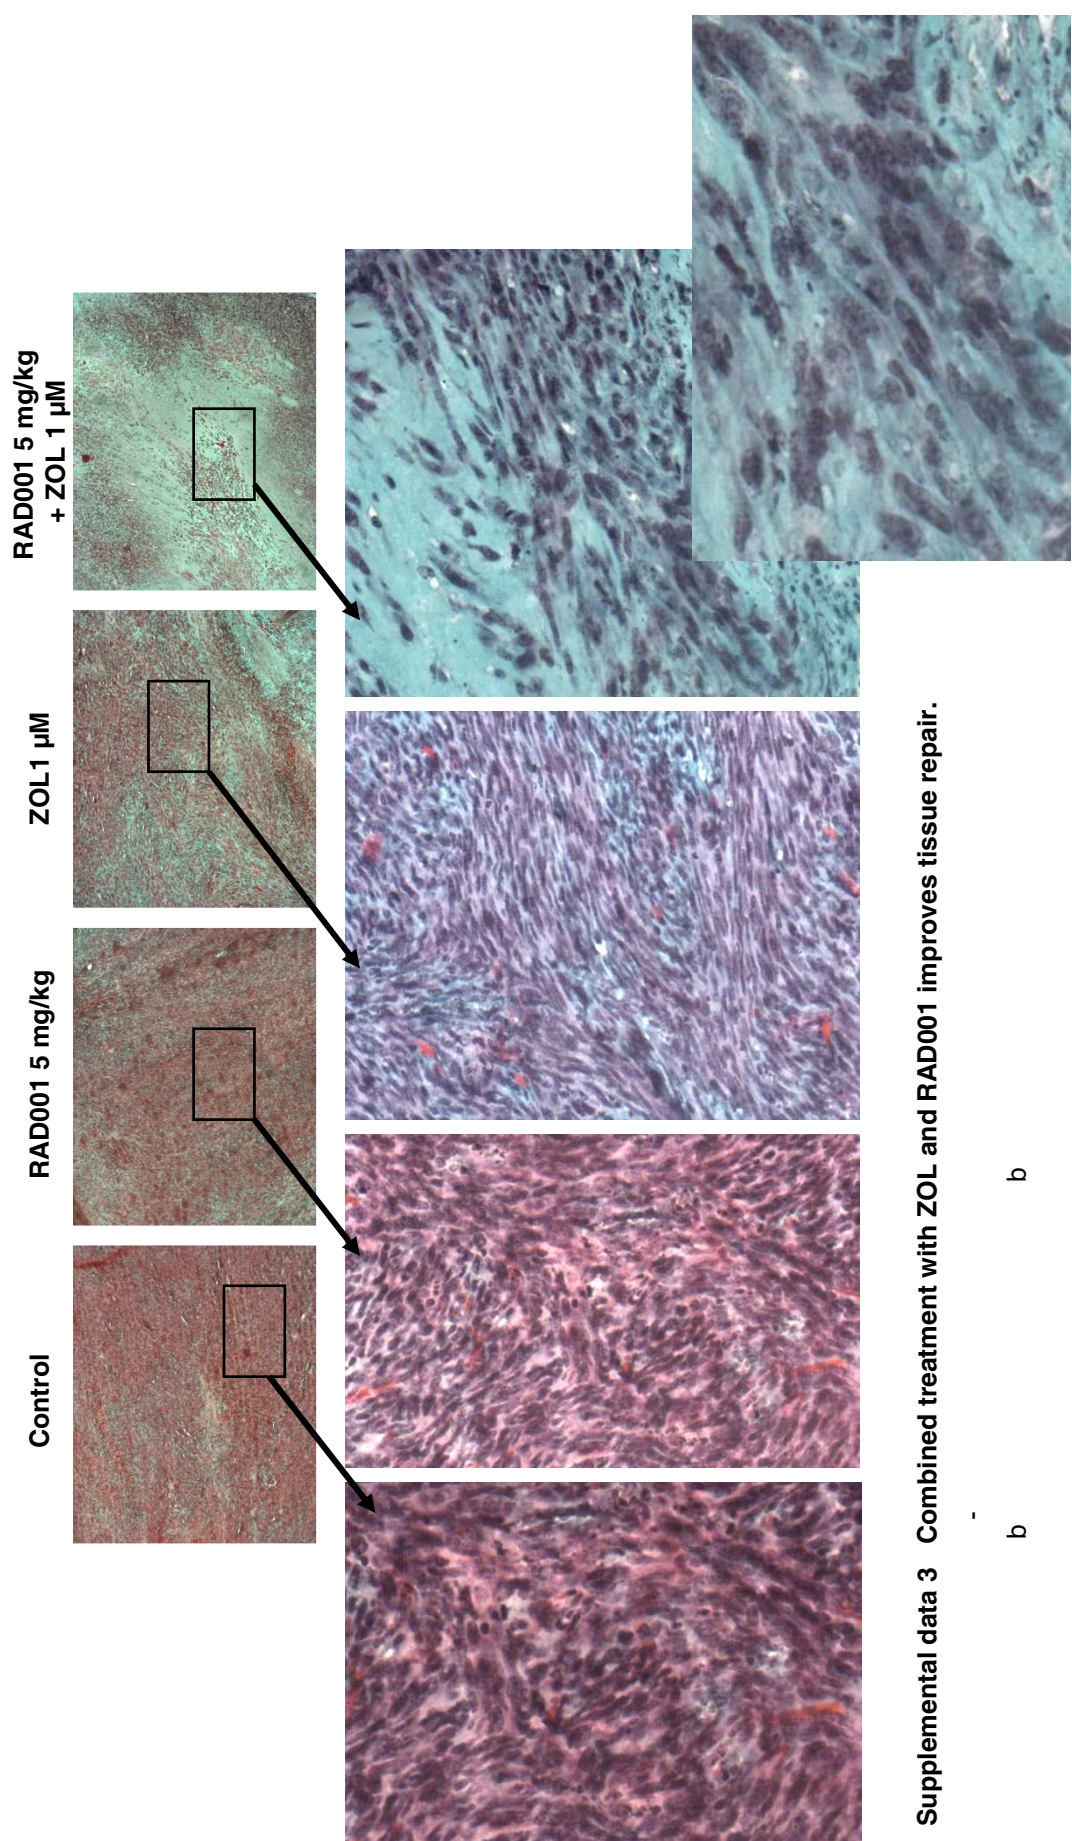 Control
RAD001 5 mg/kg
ZOL1 µM
RAD001 5 mg/kg
+ ZOL 1 µM
Supplemental data 3 Combined treatment with ZOL and RAD001 improves tissue repair.
-
b b